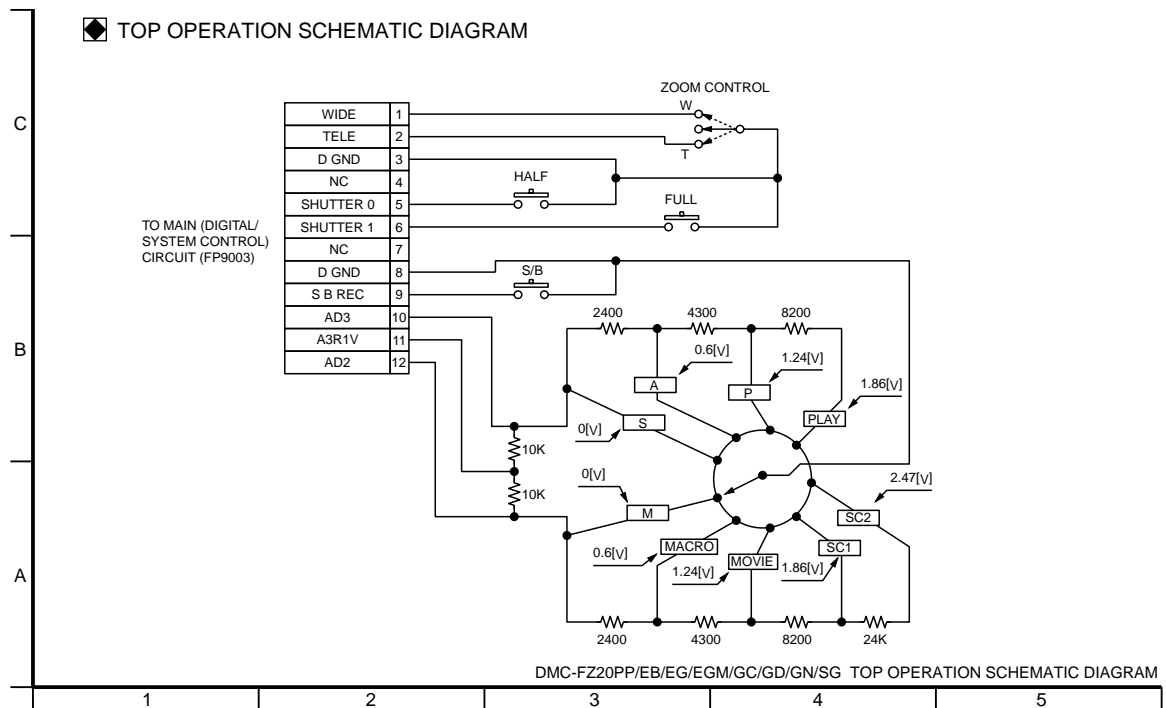 TOP OPERATION SCHEMATIC DIAGRAM
ZOOM CONTROL
W
T
C
WIDE 1
TELE 2
D GND 3
NC 4
SHUTTER 0 5
SHUTTER 1 6
NC 7
D GND 8
S B REC 9
AD3 10
A3R1V 11
AD2 12
HALF
FULL
TO MAIN (DIGITAL/
SYSTEM CONTROL)
CIRCUIT (FP9003)
S/B
2400 4300 8200
B
0.6[V]
1.24[V]
1.86[V]
A
P
PLAY
S
0[V]
10K
10K
0[V]
2.47[V]
M
SC2
MACRO
SC1
0.6[V]
MOVIE
1.24[V]
1.86[V]
A
2400 4300 8200 24K
DMC-FZ20PP/EB/EG/EGM/GC/GD/GN/SG TOP OPERATION SCHEMATIC DIAGRAM
1 2 3 4 5